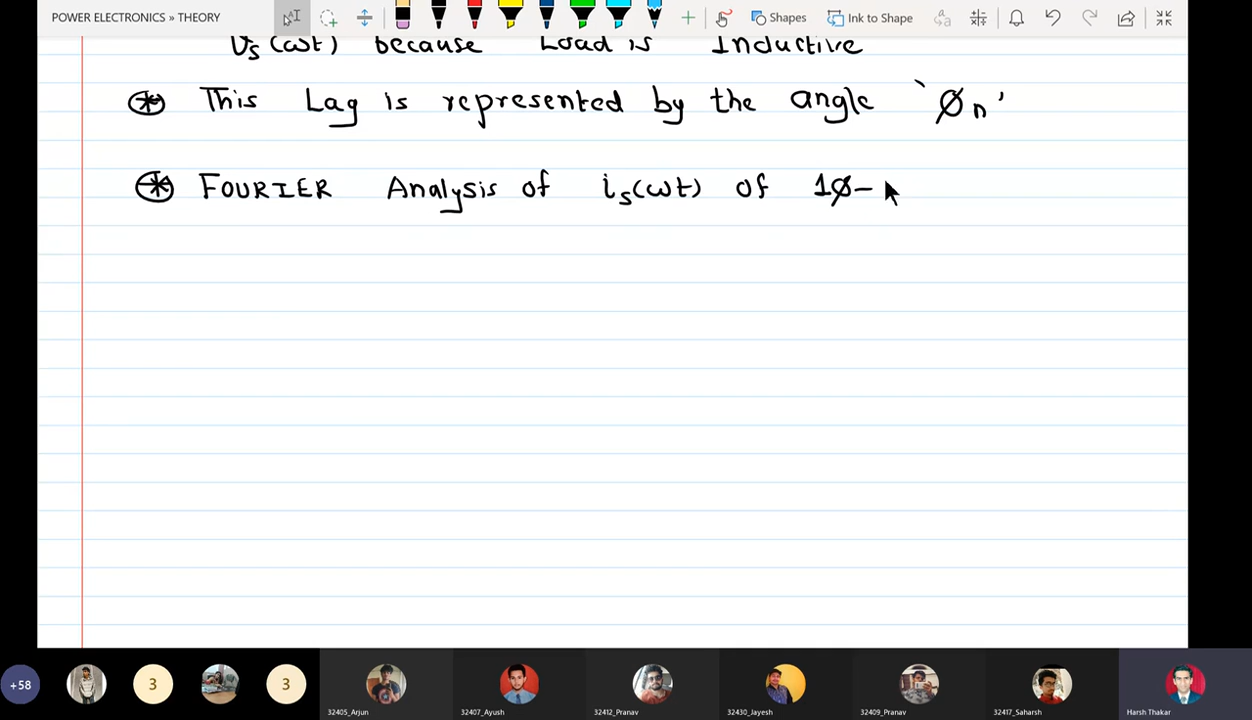 POWER ELECTRONICS » THEORY
Shapes
Ink to Shape
Vs (ωt) because Load is Inductive
This Lag is represented by the angle 'Øn'
FOURIER Analysis of is(ωt) of 1Ø-
+58
3
3
32405_Arjun
32407_Ayush
32412_Pranav
32430_Jayesh
32409_Pranav
32417_Saharsh
Harsh Thakar